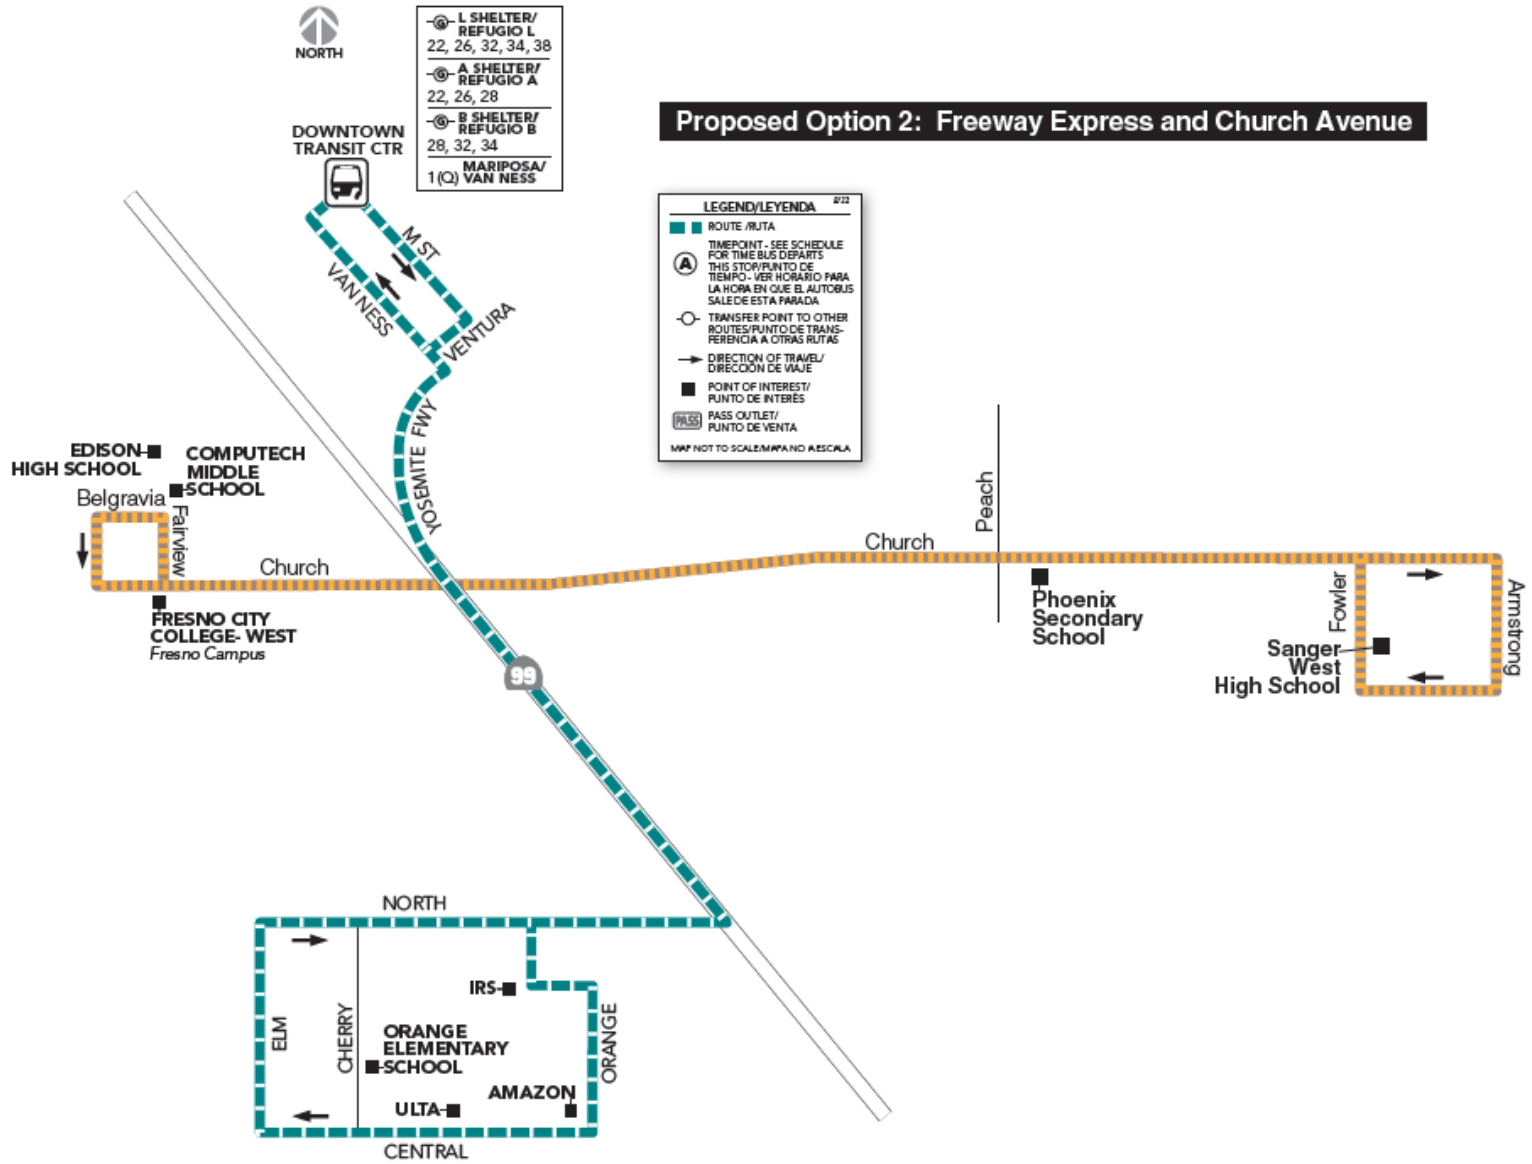 NORTH
L SHELTER/
REFUGIO L
22, 26, 32, 34, 38
A SHELTER/
REFUGIO A
22, 26, 28
B SHELTER/
REFUGIO B
28, 32, 34
1(Q) MARIPOSA/
VAN NESS
G
G
G
DOWNTOWN
TRANSIT CTR
Proposed Option 2:  Freeway Express and Church Avenue
LEGEND/LEYENDA
8/22
ROUTE /RUTA
A
TIMEPOINT - SEE SCHEDULE
FOR TIME BUS DEPARTS
THIS STOP/PUNTO DE
TIEMPO - VER HORARIO PARA
LA HORA EN QUE EL AUTOBUS
SALE DE ESTA PARADA
TRANSFER POINT TO OTHER
ROUTES/PUNTO DE TRANS-
FERENCIA A OTRAS RUTAS
DIRECTION OF TRAVEL/
DIRECCIÓN DE VIAJE
POINT OF INTEREST/
PUNTO DE INTERÉS
PASS
PASS OUTLET/
PUNTO DE VENTA
MAP NOT TO SCALE/MAPA NO A ESCALA
M ST
VAN NESS
VENTURA
YOSEMITE FWY
EDISON
HIGH SCHOOL
COMPUTECH
MIDDLE
SCHOOL
Belgravia
Fairview
Church
FRESNO CITY
COLLEGE- WEST
Fresno Campus
Church
Peach
Phoenix
Secondary
School
Fowler
Armstrong
Sanger
West
High School
99
NORTH
ELM
CHERRY
IRS
ORANGE
ELEMENTARY
SCHOOL
ORANGE
AMAZON
ULTA
CENTRAL